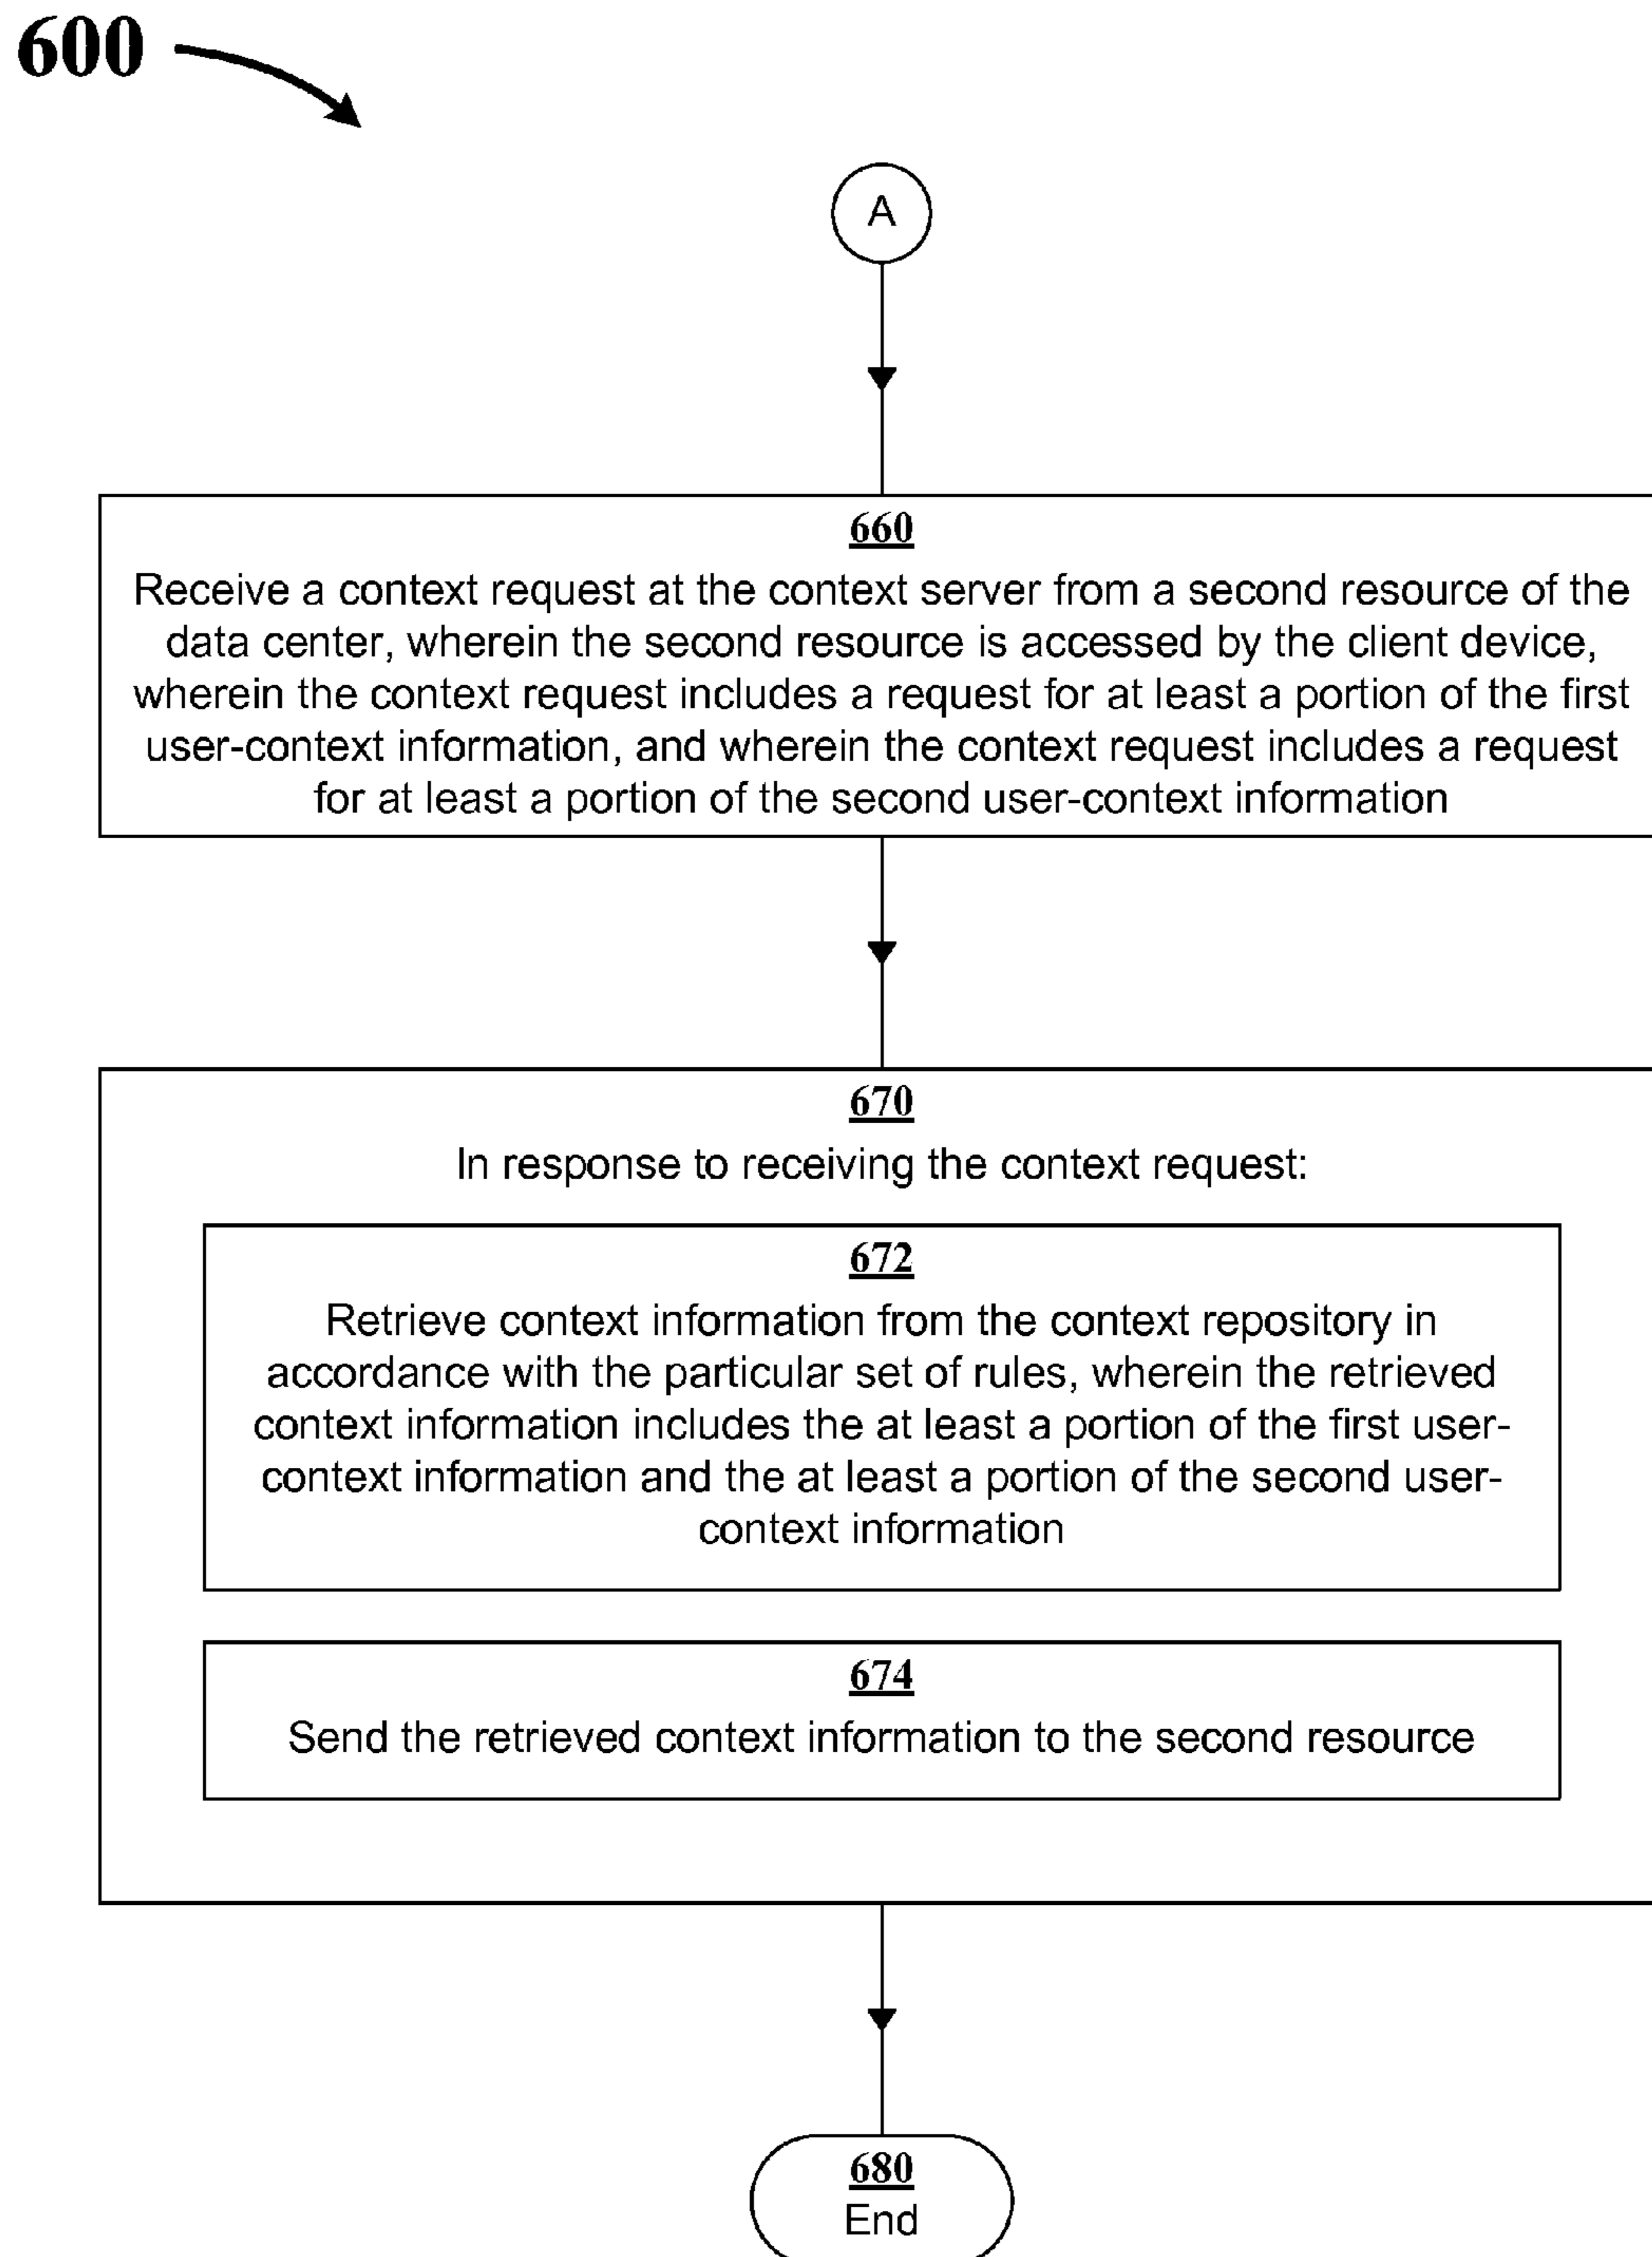 600
A
660
Receive a context request at the context server from a second resource of the
data center, wherein the second resource is accessed by the client device,
wherein the context request includes a request for at least a portion of the first
user-context information, and wherein the context request includes a request
for at least a portion of the second user-context information
670
In response to receiving the context request:
672
Retrieve context information from the context repository in
accordance with the particular set of rules, wherein the retrieved
context information includes the at least a portion of the first user-
context information and the at least a portion of the second user-
context information
674
Send the retrieved context information to the second resource
680
End